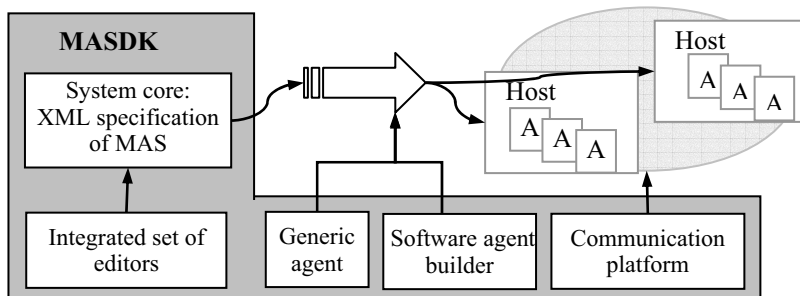 MASDK
System core:
XML specification
of MAS
Integrated set of
editors
Generic
agent
Software agent
builder
Communication
platform
Host
A
A
A
Host
A
A
A